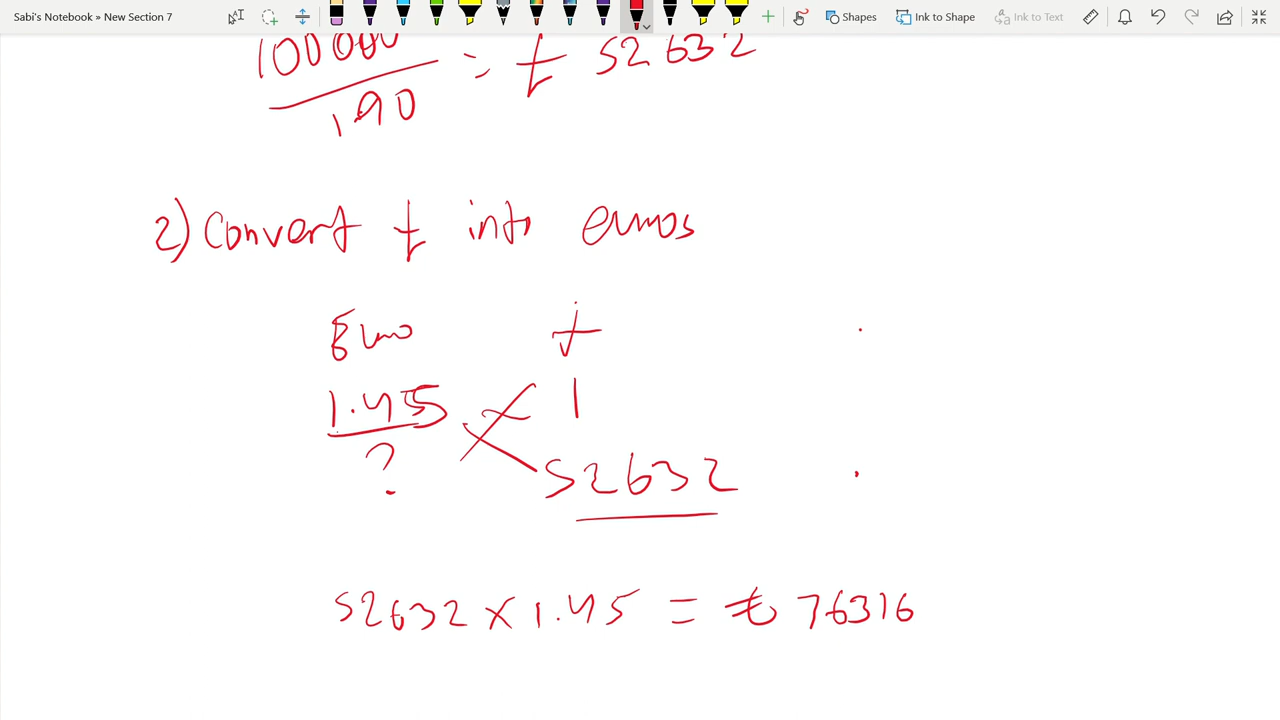 Sabi's Notebook » New Section 7
Shapes
Ink to Shape
Ink to Text
= £ 52632
190
2) Convert £ into euros
Euro £
1.45 1
? 52632
52632 × 1.45 = € 76316